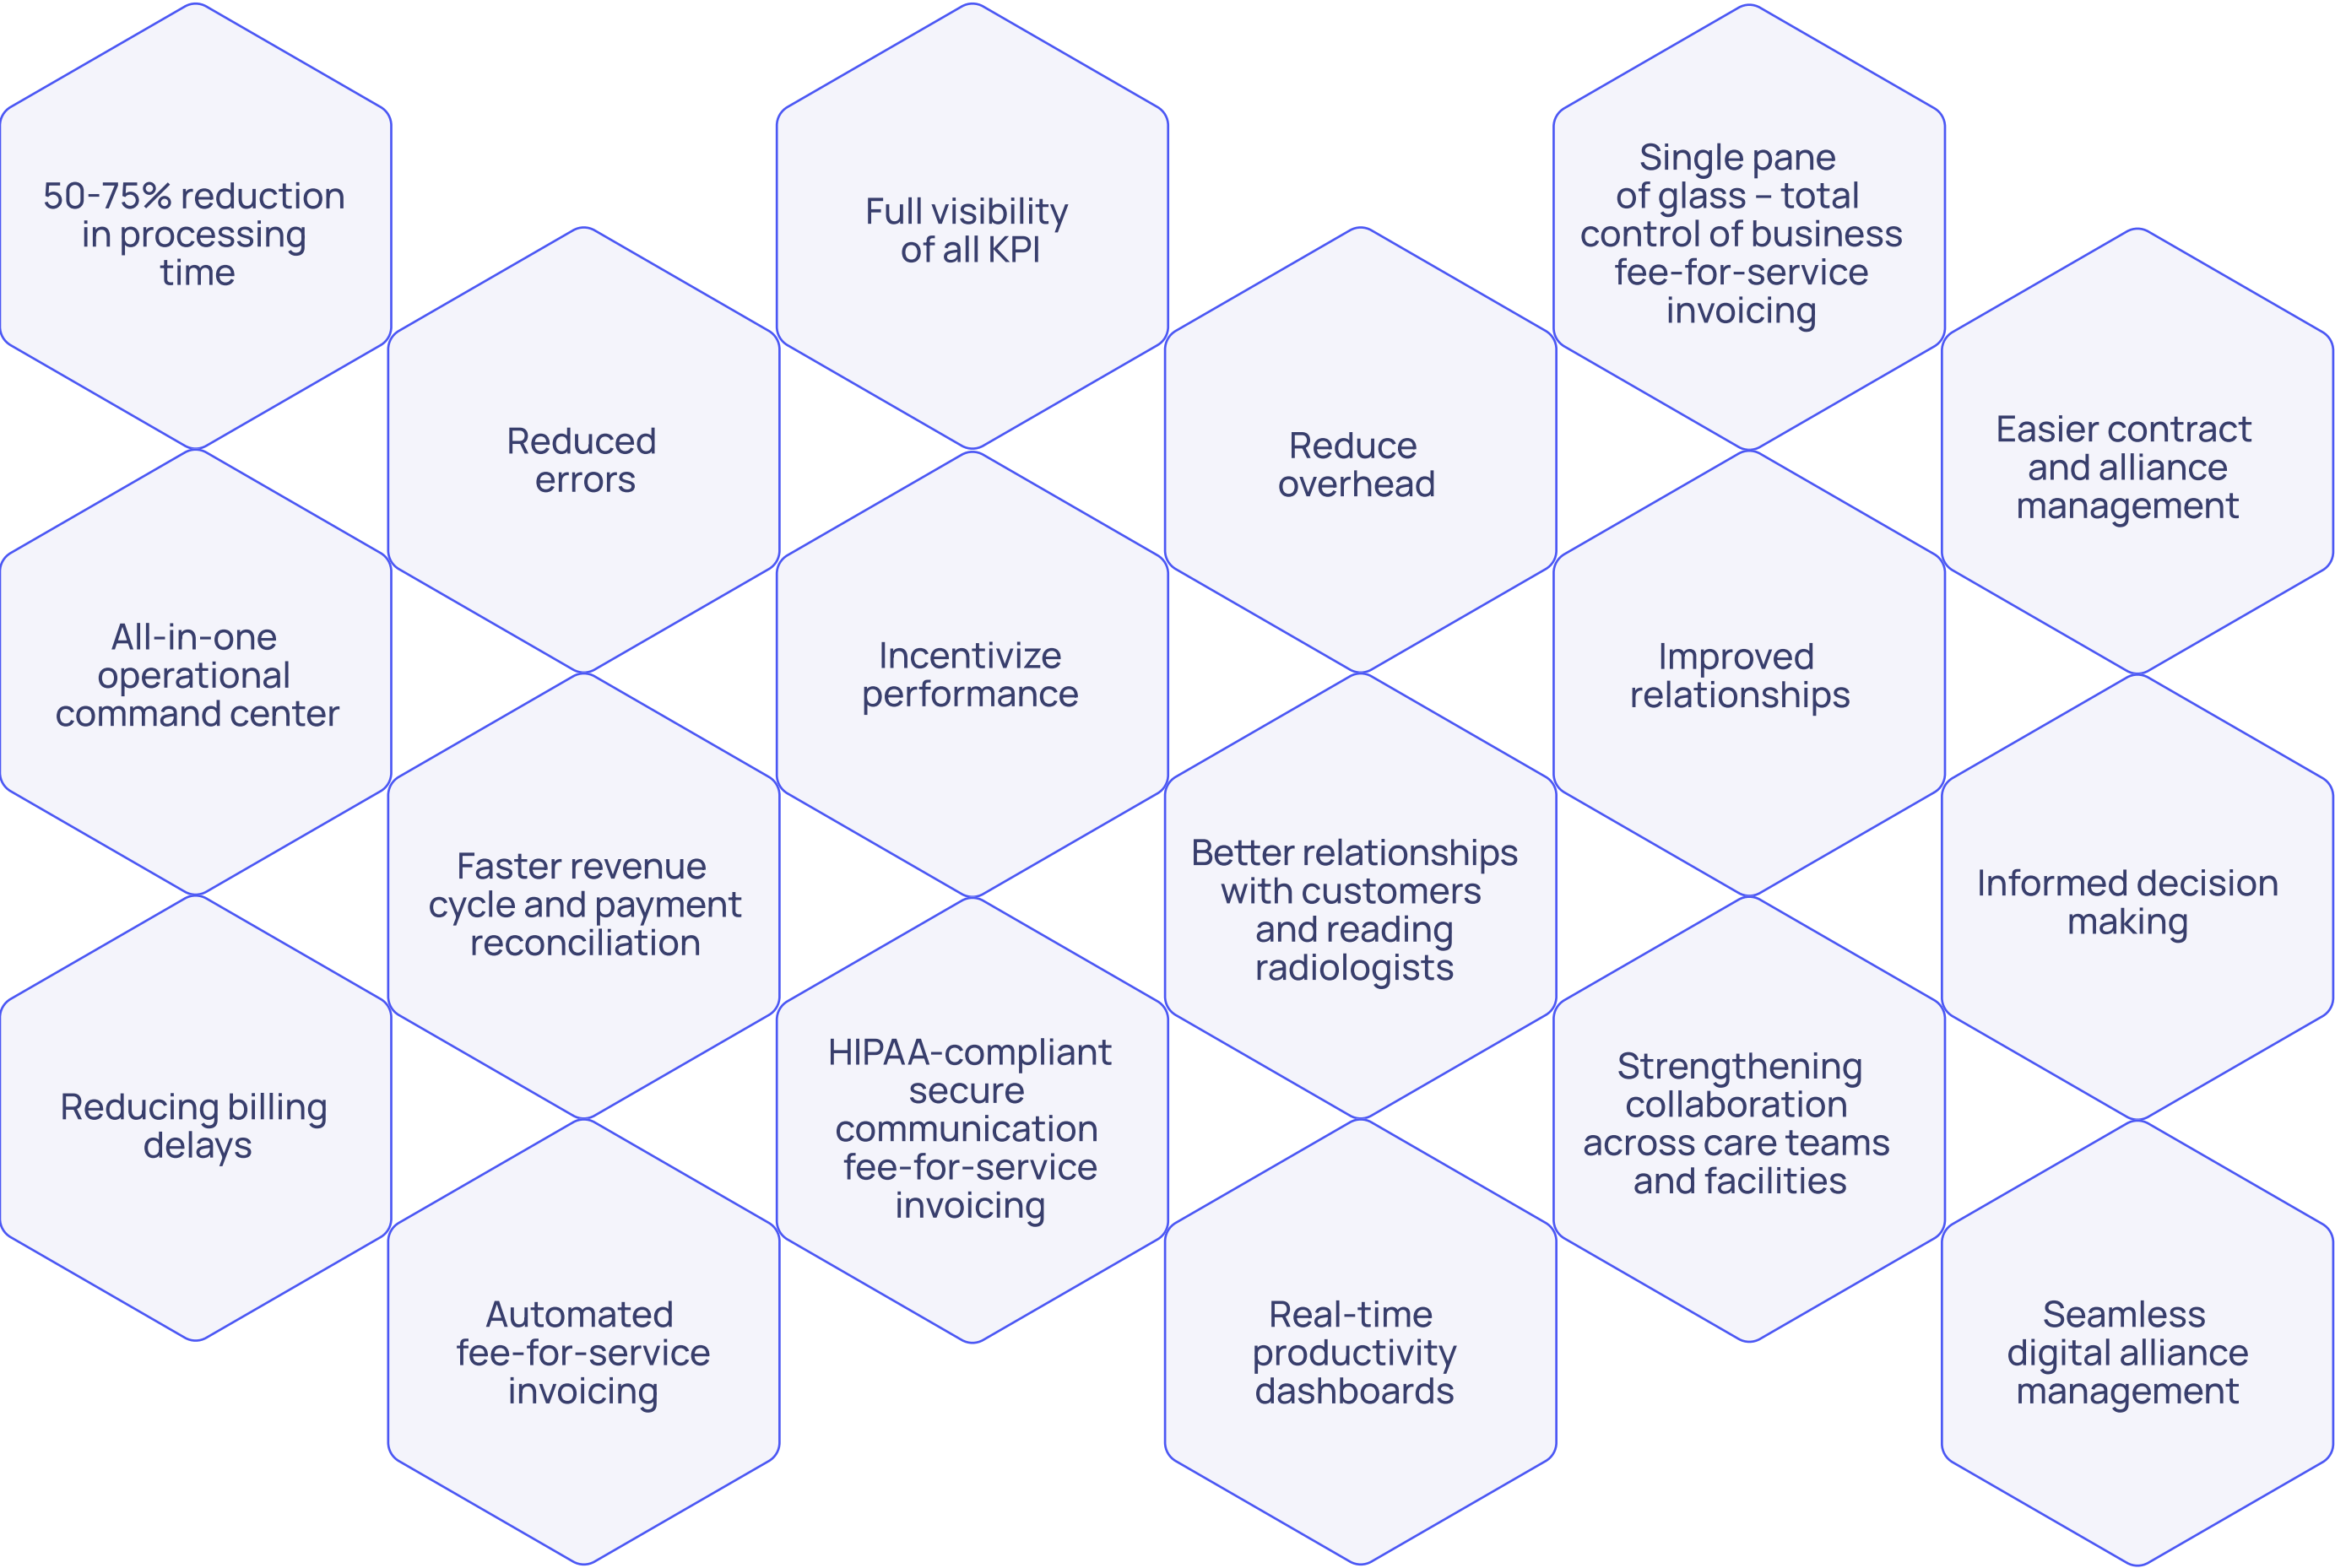 50-75% reduction
in processing
time
Full visibility
of all KPI
Single pane
of glass – total
control of business
fee-for-service
invoicing
Reduced
errors
Reduce
overhead
Easier contract
and alliance
management
All-in-one
operational
command center
Incentivize
performance
Improved
relationships
Faster revenue
cycle and payment
reconciliation
Better relationships
with customers
and reading
radiologists
Informed decision
making
Reducing billing
delays
HIPAA-compliant
secure
communication
fee-for-service
invoicing
Strengthening
collaboration
across care teams
and facilities
Automated
fee-for-service
invoicing
Real-time
productivity
dashboards
Seamless
digital alliance
management